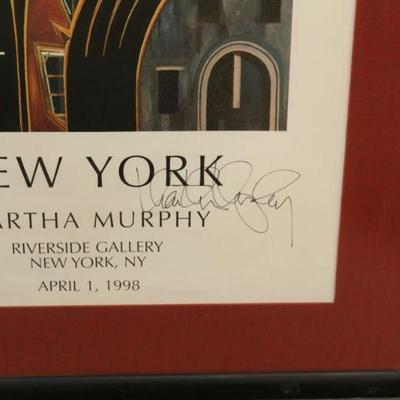 EW YORK
ARTHA MURPHY
RIVERSIDE GALLERY
NEW YORK, NY
APRIL 1, 1998